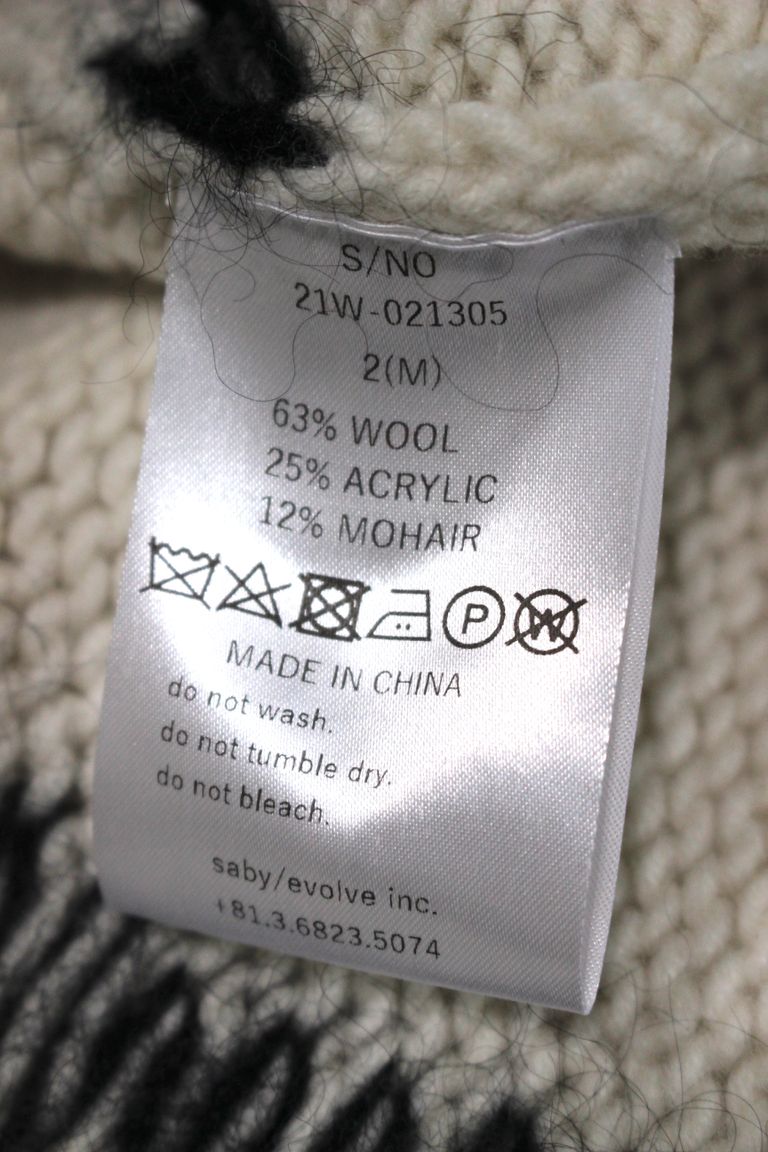 S/NO
21W-021305
2(M)
63% WOOL
25% ACRYLIC
12% MOHAIR
P W
MADE IN CHINA
do not wash.
do not tumble dry.
do not bleach.
saby/evolve inc.
+81.3.6823.5074